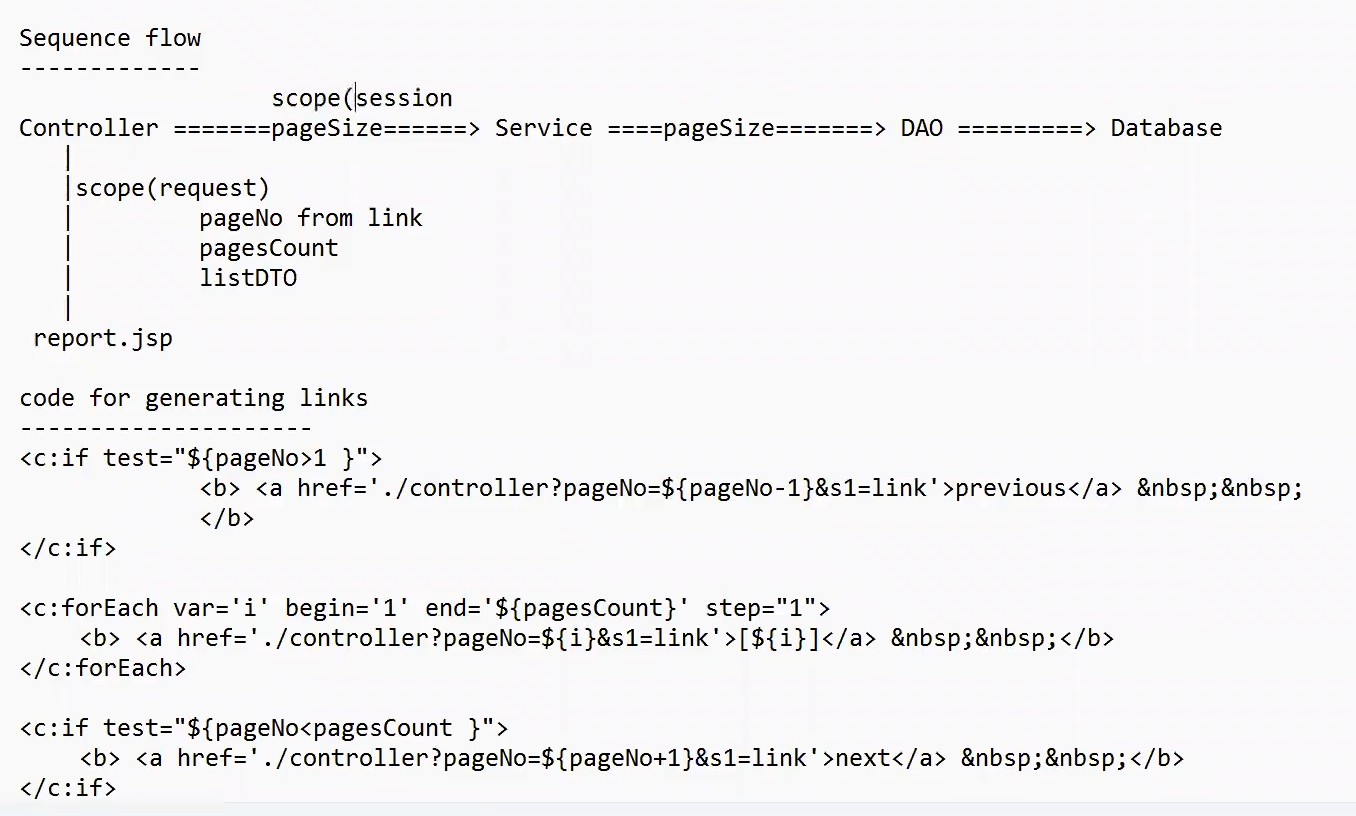 Sequence flow
-------------
scope(session
Controller =======pageSize======> Service ====pageSize=======> DAO =========> Database
|
|scope(request)
| pageNo from link
| pagesCount
| listDTO
|
report.jsp
code for generating links
---------------------
<c:if test="${pageNo>1 }">
<b> <a href='./controller?pageNo=${pageNo-1}&s1=link'>previous</a> &nbsp;&nbsp;
</b>
</c:if>
<c:forEach var='i' begin='1' end='${pagesCount}' step="1">
<b> <a href='./controller?pageNo=${i}&s1=link'>[${i}]</a> &nbsp;&nbsp;</b>
</c:forEach>
<c:if test="${pageNo<pagesCount }">
<b> <a href='./controller?pageNo=${pageNo+1}&s1=link'>next</a> &nbsp;&nbsp;</b>
</c:if>